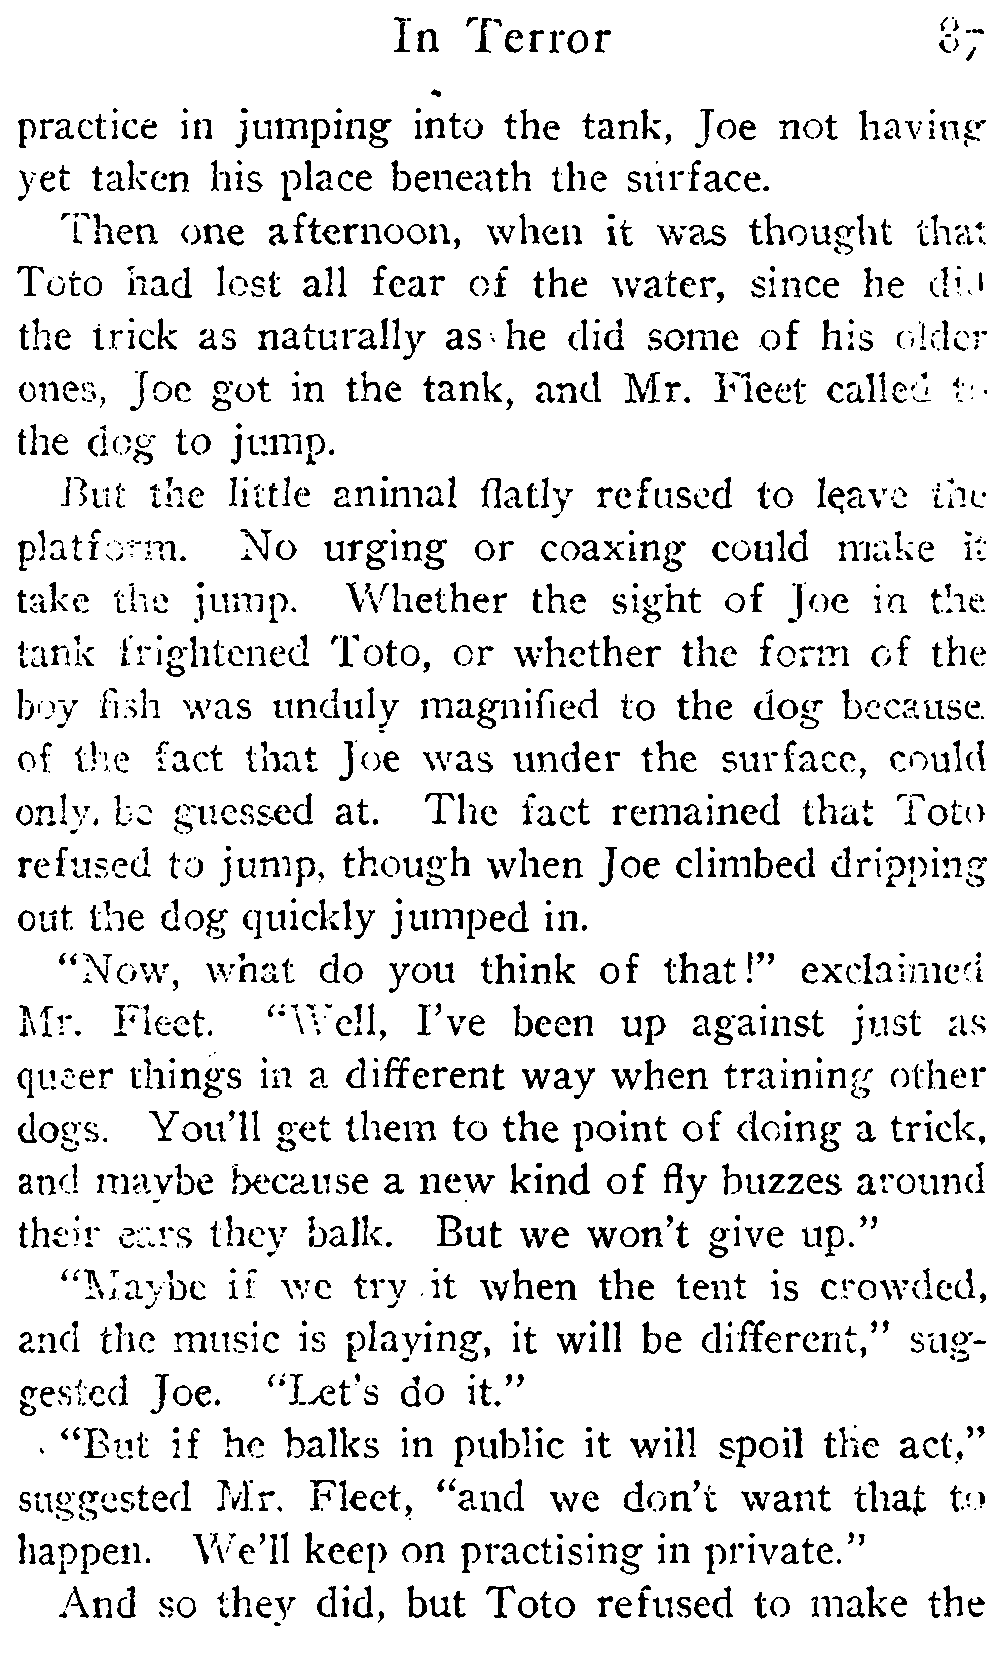 In Terror 87
practice in jumping into the tank, Joe not having
yet taken his place beneath the surface.
Then one afternoon, when it was thought that
Toto had lost all fear of the water, since he did
the trick as naturally as he did some of his older
ones, Joe got in the tank, and Mr. Fleet called to
the dog to jump.
But the little animal flatly refused to leave the
platform. No urging or coaxing could make it
take the jump. Whether the sight of Joe in the
tank frightened Toto, or whether the form of the
boy fish was unduly magnified to the dog because
of the fact that Joe was under the surface, could
only be guessed at. The fact remained that Toto
refused to jump, though when Joe climbed dripping
out the dog quickly jumped in.
"Now, what do you think of that!" exclaimed
Mr. Fleet. "Well, I've been up against just as
queer things in a different way when training other
dogs. You'll get them to the point of doing a trick,
and maybe because a new kind of fly buzzes around
their ears they balk. But we won't give up."
"Maybe if we try it when the tent is crowded,
and the music is playing, it will be different," sug-
gested Joe. "Let's do it."
"But if he balks in public it will spoil the act,"
suggested Mr. Fleet, "and we don't want that to
happen. We'll keep on practising in private."
And so they did, but Toto refused to make the